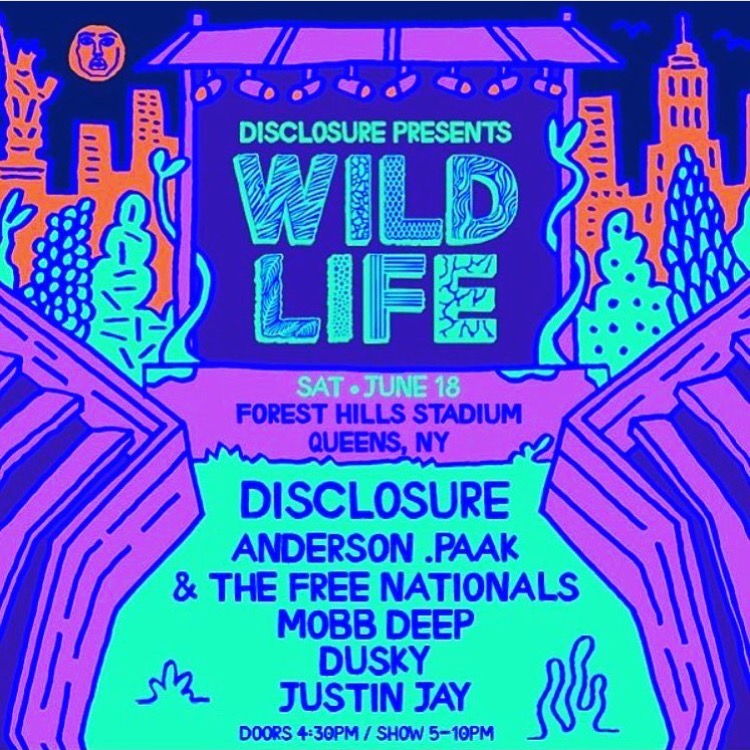 DISCLOSURE PRESENTS
WILD
LIFE
SAT • JUNE 18
FOREST HILLS STADIUM
QUEENS, NY
DISCLOSURE
ANDERSON .PAAK
& THE FREE NATIONALS
MOBB DEEP
DUSKY
JUSTIN JAY
DOORS 4:30PM / SHOW 5-10PM